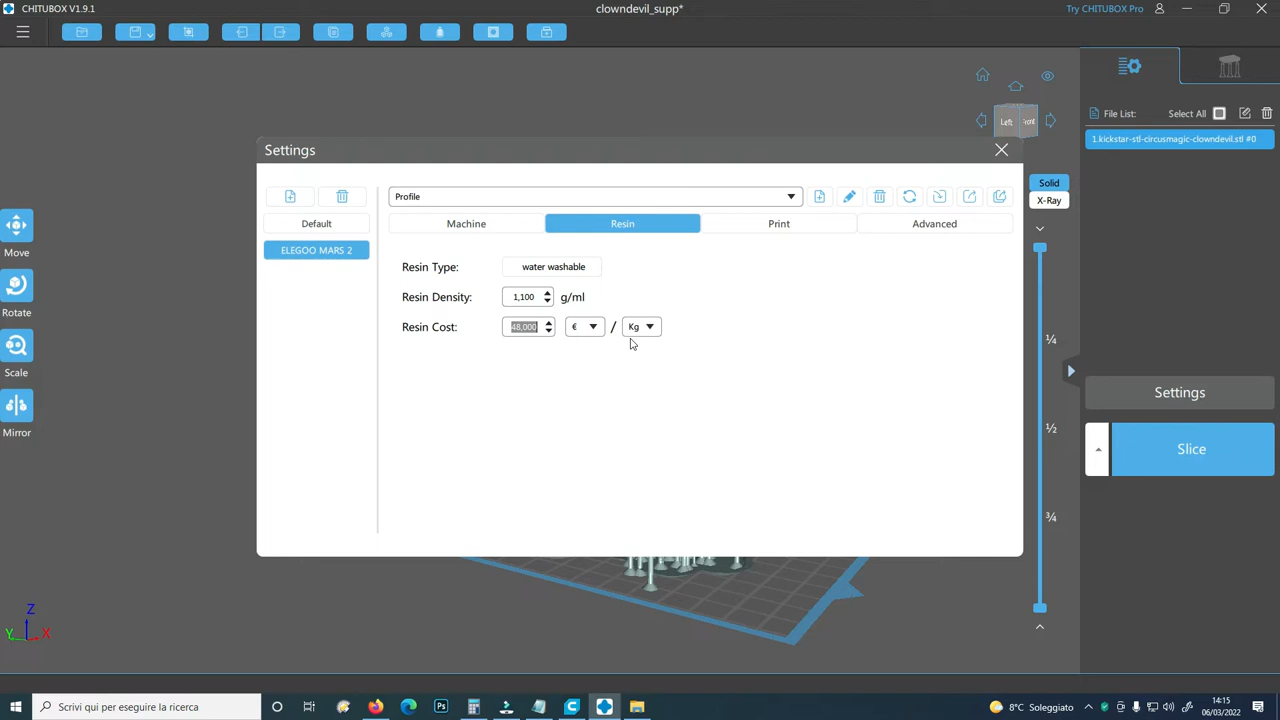 CHITUBOX V1.9.1
clowndevil_supp*
Try CHITUBOX Pro
File List:
Select All
1.kickstar-stl-circusmagic-clowndevil.stl #0
Left
Front
Settings
Profile
Default
Machine
Resin
Print
Advanced
ELEGOO MARS 2
Resin Type:
water washable
Resin Density:
1,100
g/ml
Resin Cost:
48,000
€
/
Kg
Solid
X-Ray
Move
Rotate
Scale
Mirror
1/4
1/2
3/4
Settings
Slice
Z
Y
X
Scrivi qui per eseguire la ricerca
Ps
8°C Soleggiato
14:15
06/03/2022